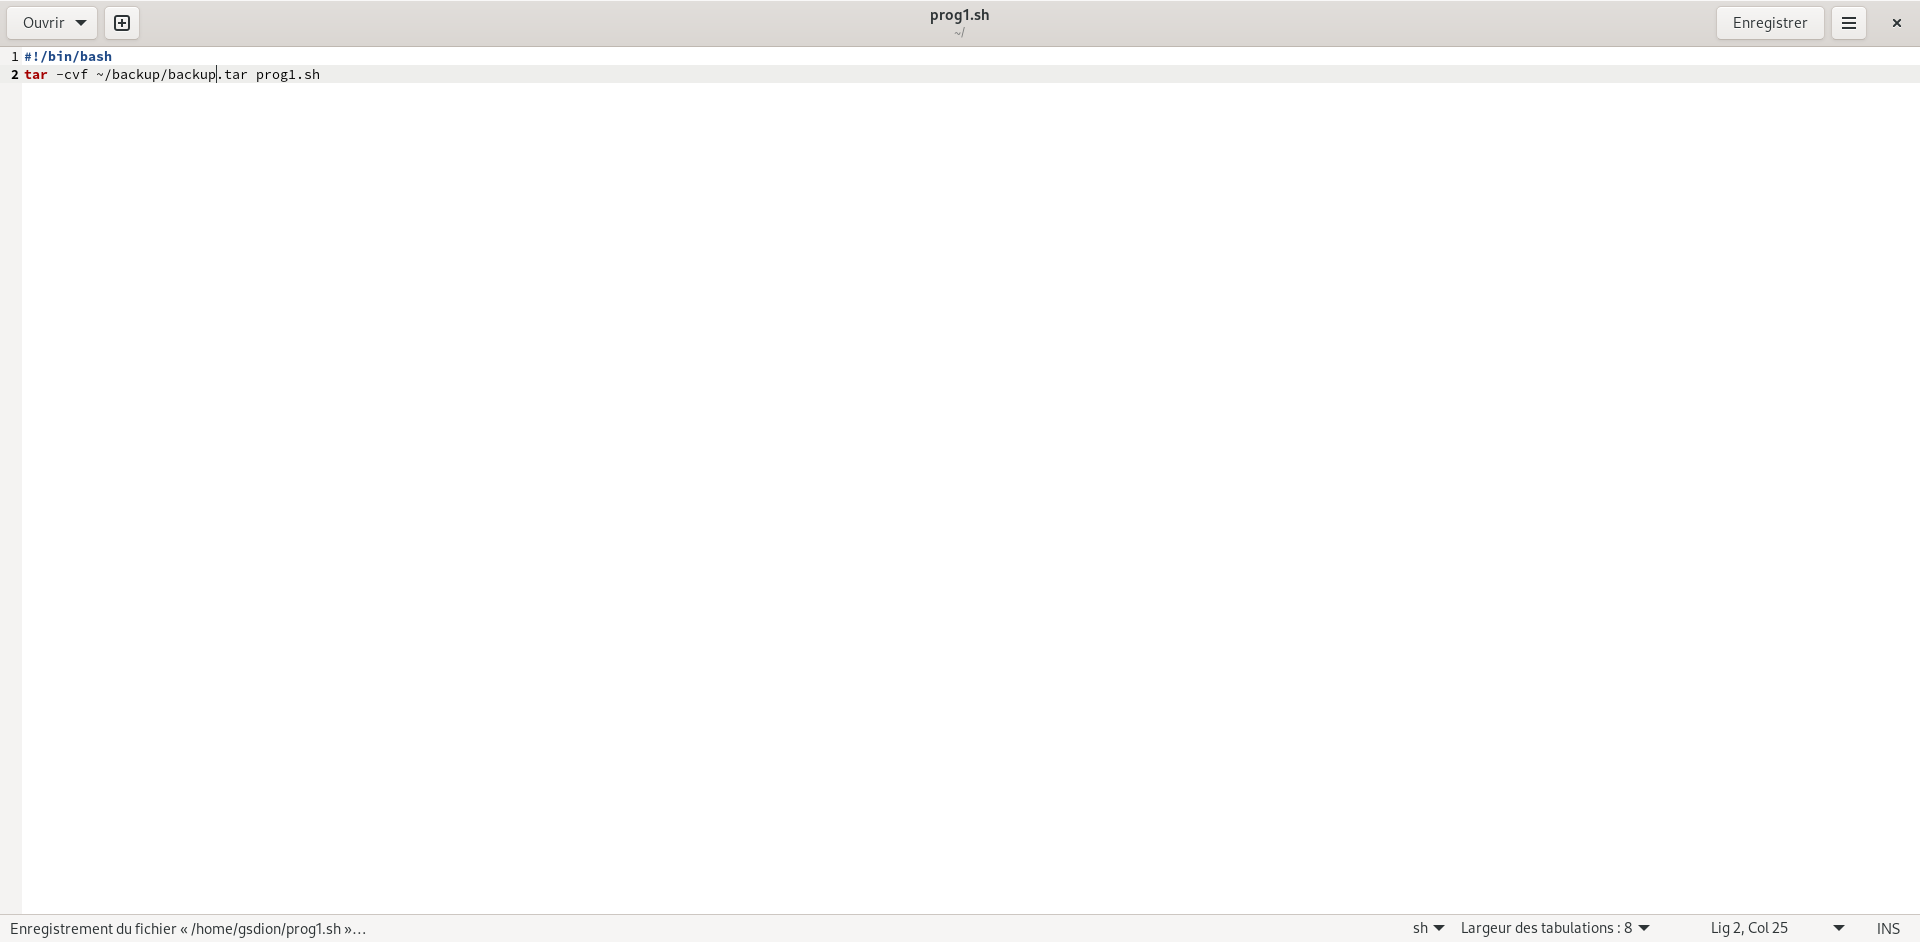 Ouvrir
prog1.sh
~/
Enregistrer
1 #!/bin/bash
2 tar -cvf ~/backup/backup.tar prog1.sh
Enregistrement du fichier « /home/gsdion/prog1.sh »…
sh
Largeur des tabulations : 8
Lig 2, Col 25
INS